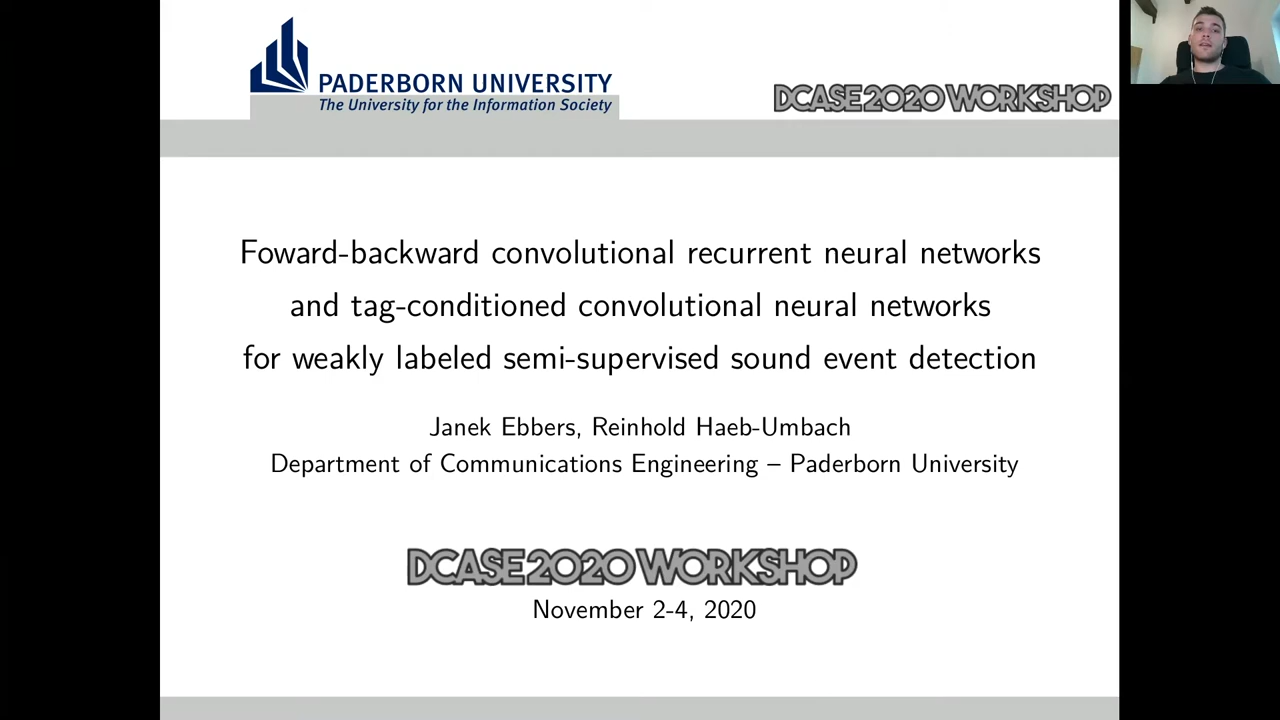 PADERBORN UNIVERSITY
The University for the Information Society
DCASE2020 WORKSHOP
Foward-backward convolutional recurrent neural networks
and tag-conditioned convolutional neural networks
for weakly labeled semi-supervised sound event detection
Janek Ebbers, Reinhold Haeb-Umbach
Department of Communications Engineering – Paderborn University
DCASE2020 WORKSHOP
November 2-4, 2020